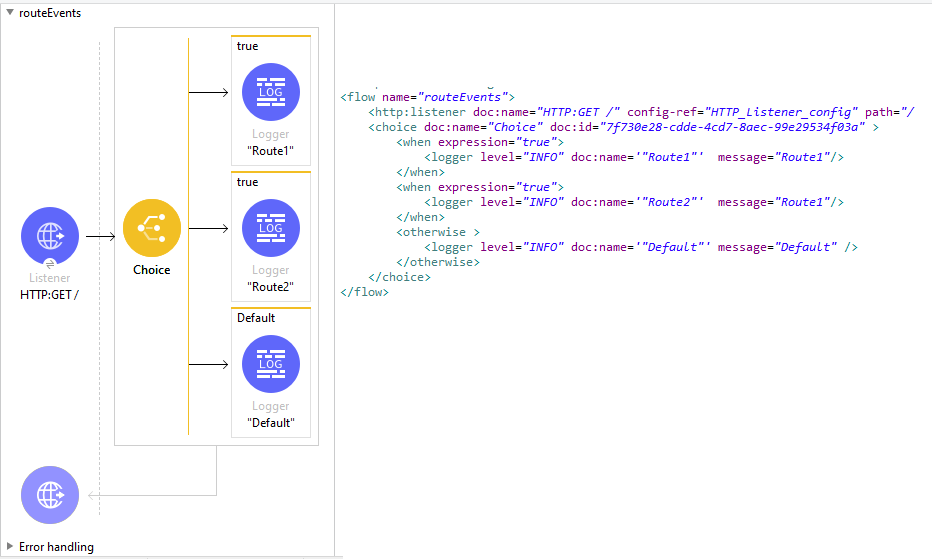 routeEvents
true
LOG
Logger
"Route1"
true
LOG
Logger
"Route2"
Listener
HTTP:GET /
Choice
Default
LOG
Logger
"Default"
Error handling
<flow name="routeEvents">
<http:listener doc:name="HTTP:GET /" config-ref="HTTP_Listener_config" path="/
<choice doc:name="Choice" doc:id="7f730e28-cdde-4cd7-8aec-99e29534f03a" >
<when expression="true">
<logger level="INFO" doc:name='"Route1"'  message="Route1"/>
</when>
<when expression="true">
<logger level="INFO" doc:name='"Route2"'  message="Route1"/>
</when>
<otherwise >
<logger level="INFO" doc:name='"Default"' message="Default" />
</otherwise>
</choice>
</flow>